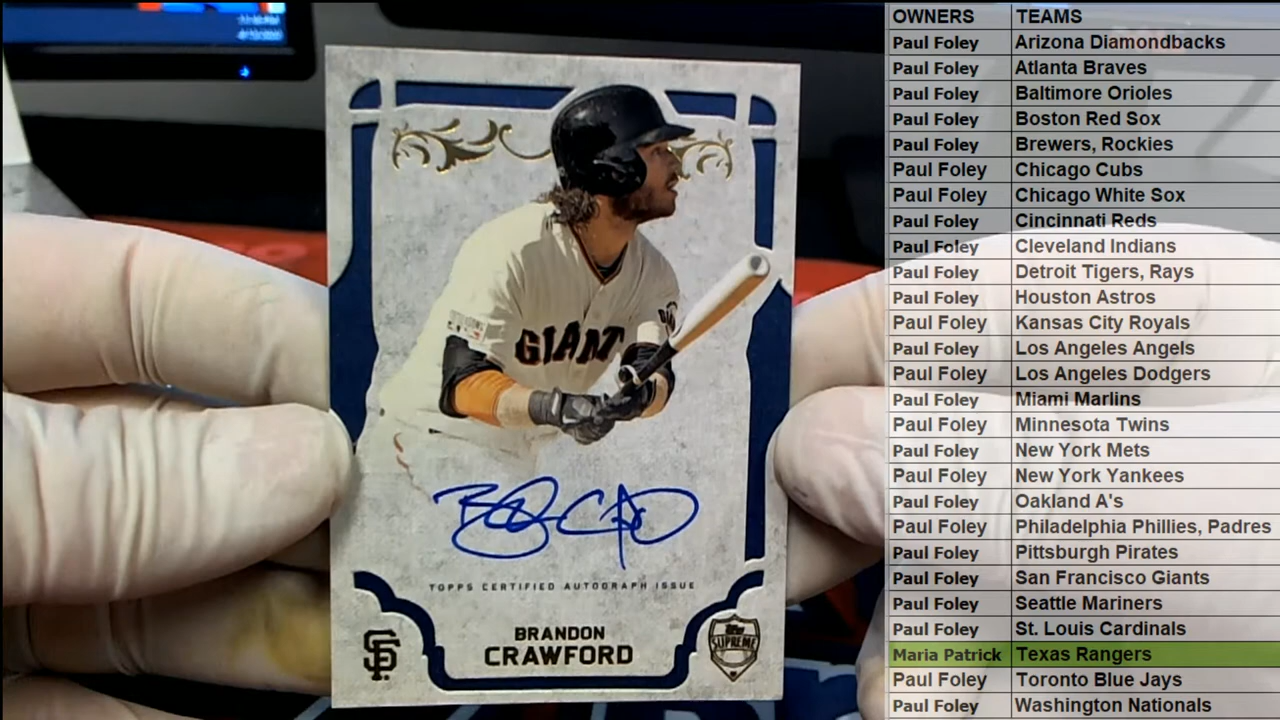 OWNERS TEAMS
Paul Foley Arizona Diamondbacks
Paul Foley Atlanta Braves
Paul Foley Baltimore Orioles
Paul Foley Boston Red Sox
Paul Foley Brewers, Rockies
Paul Foley Chicago Cubs
Paul Foley Chicago White Sox
Paul Foley Cincinnati Reds
Paul Foley Cleveland Indians
Paul Foley Detroit Tigers, Rays
Paul Foley Houston Astros
Paul Foley Kansas City Royals
Paul Foley Los Angeles Angels
Paul Foley Los Angeles Dodgers
Paul Foley Miami Marlins
Paul Foley Minnesota Twins
Paul Foley New York Mets
Paul Foley New York Yankees
Paul Foley Oakland A's
Paul Foley Philadelphia Phillies, Padres
Paul Foley Pittsburgh Pirates
Paul Foley San Francisco Giants
Paul Foley Seattle Mariners
Paul Foley St. Louis Cardinals
Maria Patrick Texas Rangers
Paul Foley Toronto Blue Jays
Paul Foley Washington Nationals
GIANT
TOPPS CERTIFIED AUTOGRAPH ISSUE
BRANDON
CRAWFORD
SF
Topps
SUPREME